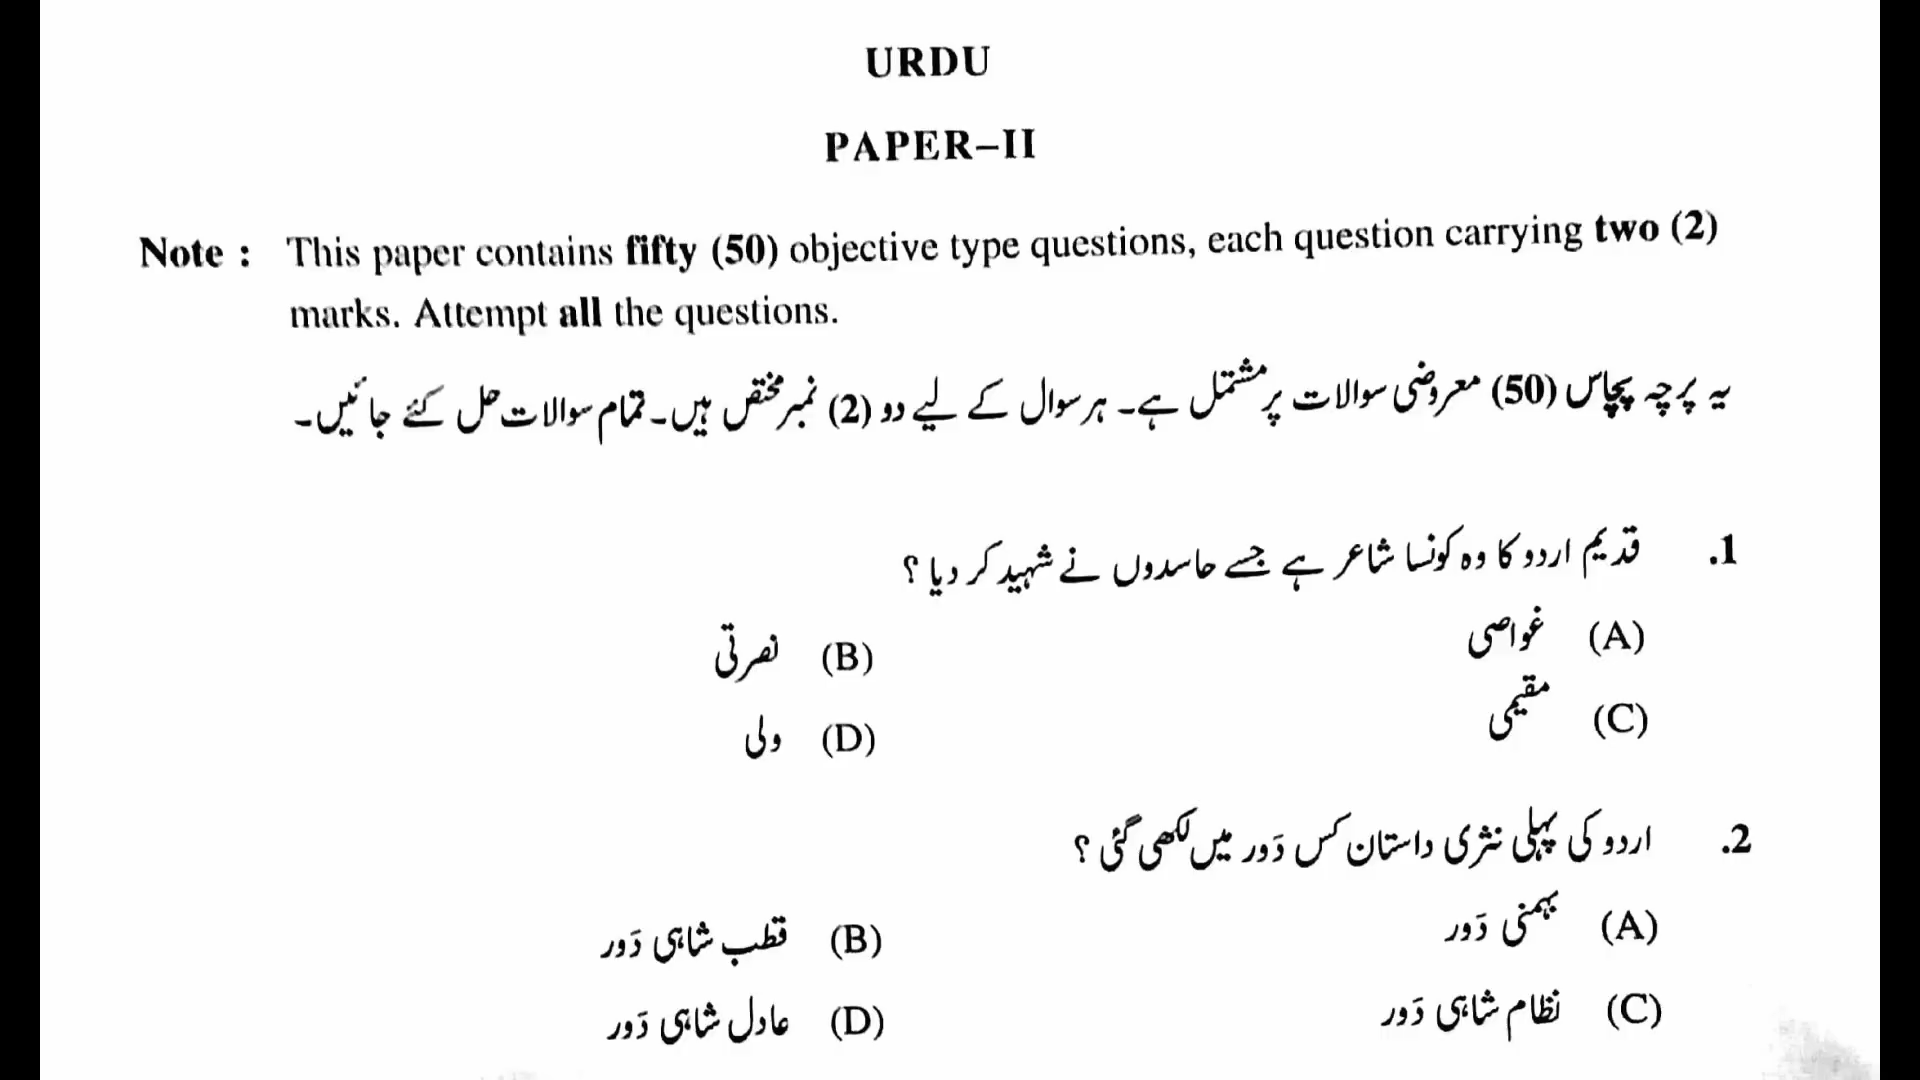 URDU
PAPER–II
Note : This paper contains fifty (50) objective type questions, each question carrying two (2)
marks. Attempt all the questions.
یہ پرچہ پچاس (50) معروضی سوالات پر مشتمل ہے۔ ہر سوال کے لیے دو (2) نمبر مختص ہیں۔ تمام سوالات حل کئے جائیں۔
1. قدیم اردو کا وہ کونسا شاعر ہے جسے حاسدوں نے شہید کر دیا ؟
(A) غواصی (B) نصرتی
(C) مقیمی (D) ولی
2. اردو کی پہلی نثری داستان کس دَور میں لکھی گئی ؟
(A) بہمنی دَور (B) قطب شاہی دَور
(C) نظام شاہی دَور (D) عادل شاہی دَور